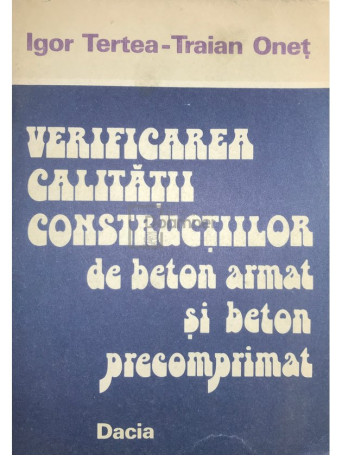 Igor Tertea-Traian Oneț
VERIFICAREA
CALITĂȚII
CONSTRUCȚIILOR
de beton armat
și beton
precomprimat
Dacia